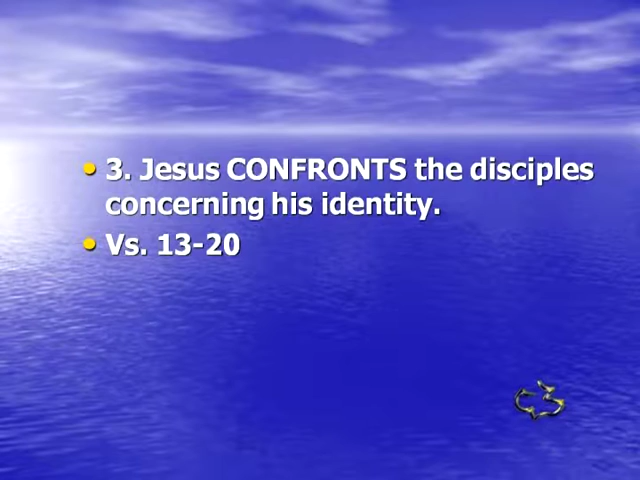 • 3. Jesus CONFRONTS the disciples
concerning his identity.
• Vs. 13-20